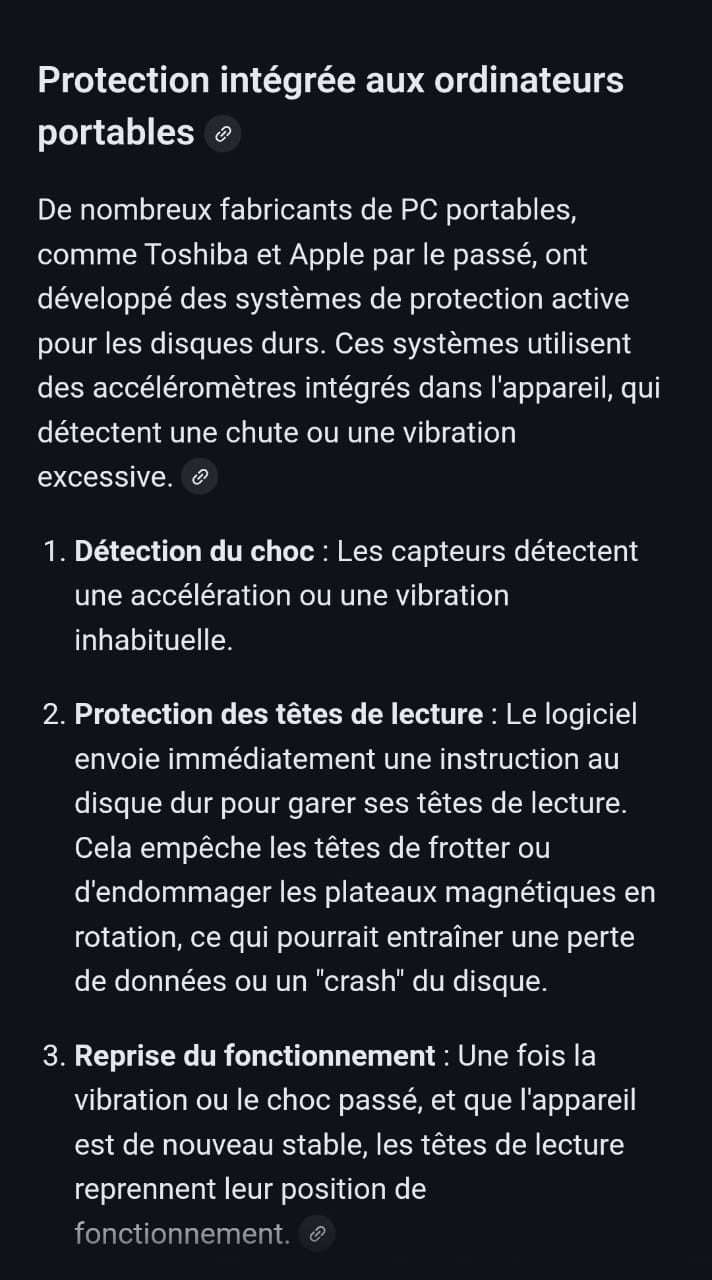 Protection intégrée aux ordinateurs
portables
De nombreux fabricants de PC portables,
comme Toshiba et Apple par le passé, ont
développé des systèmes de protection active
pour les disques durs. Ces systèmes utilisent
des accéléromètres intégrés dans l'appareil, qui
détectent une chute ou une vibration
excessive.
1. Détection du choc : Les capteurs détectent
une accélération ou une vibration
inhabituelle.
2. Protection des têtes de lecture : Le logiciel
envoie immédiatement une instruction au
disque dur pour garer ses têtes de lecture.
Cela empêche les têtes de frotter ou
d'endommager les plateaux magnétiques en
rotation, ce qui pourrait entraîner une perte
de données ou un "crash" du disque.
3. Reprise du fonctionnement : Une fois la
vibration ou le choc passé, et que l'appareil
est de nouveau stable, les têtes de lecture
reprennent leur position de
fonctionnement.